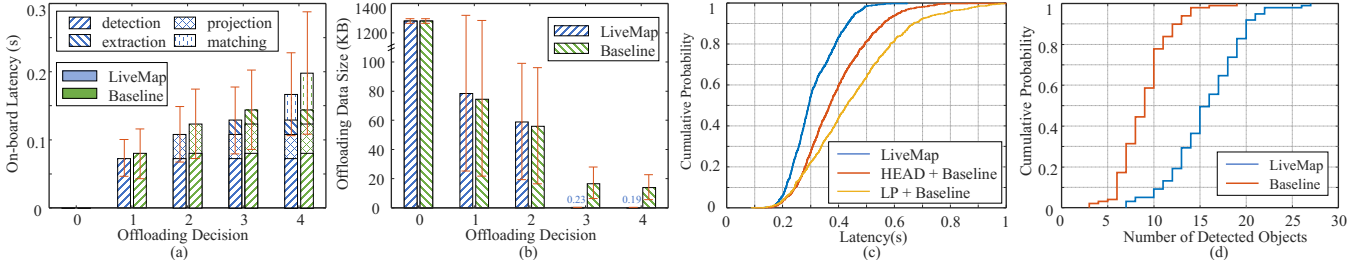 On-board Latency (s)
0.3
0.2
0.1
0
detection
projection
extraction
matching
LiveMap
Baseline
1
2
3
4
Offloading Decision
(a)
Offloading Data Size (KB)
1400
1200
80
60
40
20
0
LiveMap
Baseline
0.23
0.19
0
1
2
3
4
Offloading Decision
(b)
Cumulative Probability
1
0.8
0.6
0.4
0.2
0
LiveMap
HEAD + Baseline
LP + Baseline
0
0.2
0.4
0.6
0.8
1
Latency(s)
(c)
Cumulative Probability
1
0.8
0.6
0.4
0.2
0
LiveMap
Baseline
0
5
10
15
20
25
30
Number of Detected Objects
(d)